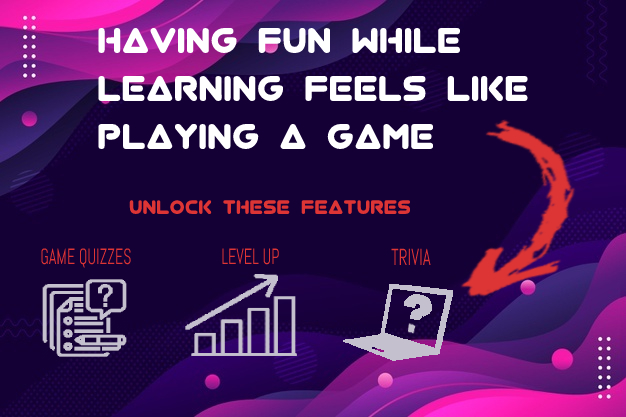 HAVING FUN WHILE
LEARNING FEELS LIKE
PLAYING A GAME
UNLOCK THESE FEATURES
GAME QUIZZES
LEVEL UP
TRIVIA
?
?